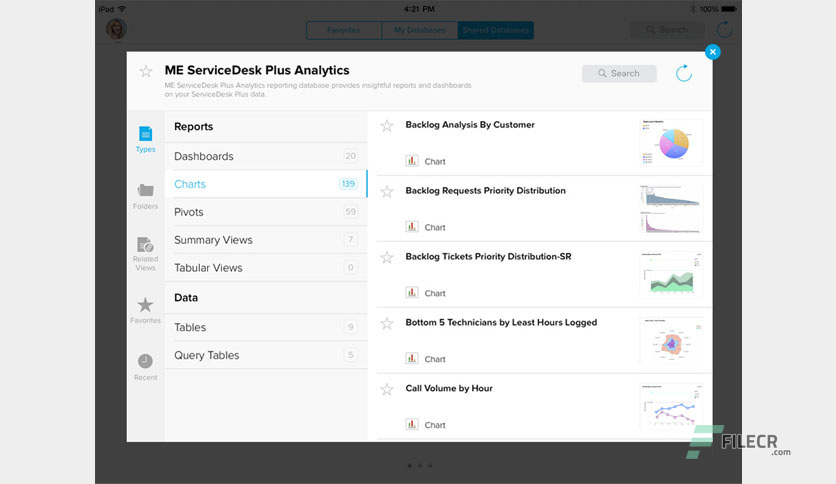 iPad
4:21 PM
100%
Favorites
My Databases
Shared Databases
Search
ME ServiceDesk Plus Analytics
ME ServiceDesk Plus Analytics reporting database provides insightful reports and dashboards
on your ServiceDesk Plus data.
Search
Types
Folders
Related
Views
Favorites
Recent
Reports
Dashboards 20
Charts 139
Pivots 59
Summary Views 7
Tabular Views 0
Data
Tables 9
Query Tables 5
Backlog Analysis By Customer
Chart
Backlog Requests Priority Distribution
Chart
Backlog Tickets Priority Distribution-SR
Chart
Bottom 5 Technicians by Least Hours Logged
Chart
Call Volume by Hour
Chart
FILECR
.com